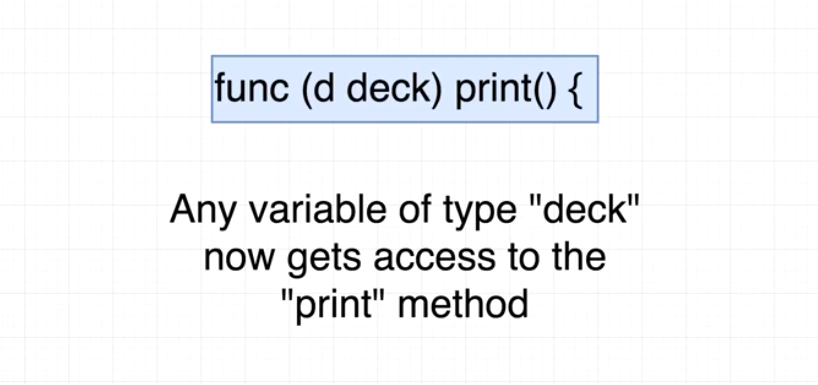 func (d deck) print() {
Any variable of type "deck"
now gets access to the
"print" method